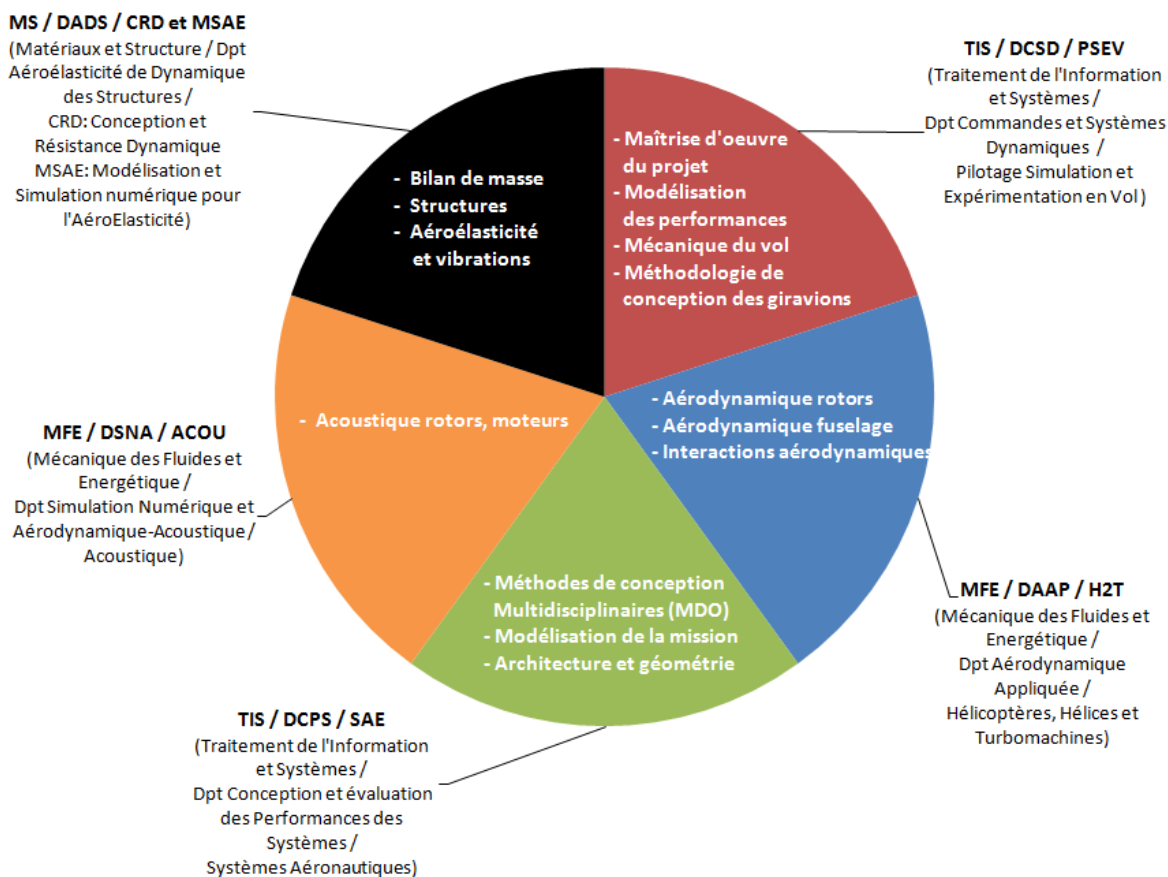 MS / DADS / CRD et MSAE
(Matériaux et Structure / Dpt
Aéroélasticité de Dynamique
des Structures /
CRD: Conception et
Résistance Dynamique
MSAE: Modélisation et
Simulation numérique pour
l'AéroElasticité)
TIS / DCSD / PSEV
(Traitement de l'Information
et Systèmes /
Dpt Commandes et Systèmes
Dynamiques /
Pilotage Simulation et
Expérimentation en Vol)
- Bilan de masse
- Structures
- Aéroélasticité
et vibrations
- Maîtrise d'oeuvre
du projet
- Modélisation
des performances
- Mécanique du vol
- Méthodologie de
conception des giravions
- Acoustique rotors, moteurs
- Aérodynamique rotors
- Aérodynamique fuselage
- Interactions aérodynamiques
MFE / DSNA / ACOU
(Mécanique des Fluides et
Energétique /
Dpt Simulation Numérique et
Aérodynamique-Acoustique /
Acoustique)
- Méthodes de conception
Multidisciplinaires (MDO)
- Modélisation de la mission
- Architecture et géométrie
MFE / DAAP / H2T
(Mécanique des Fluides et
Energétique /
Dpt Aérodynamique
Appliquée /
Hélicoptères, Hélices et
Turbomachines)
TIS / DCPS / SAE
(Traitement de l'Information
et Systèmes /
Dpt Conception et évaluation
des Performances des
Systèmes /
Systèmes Aéronautiques)